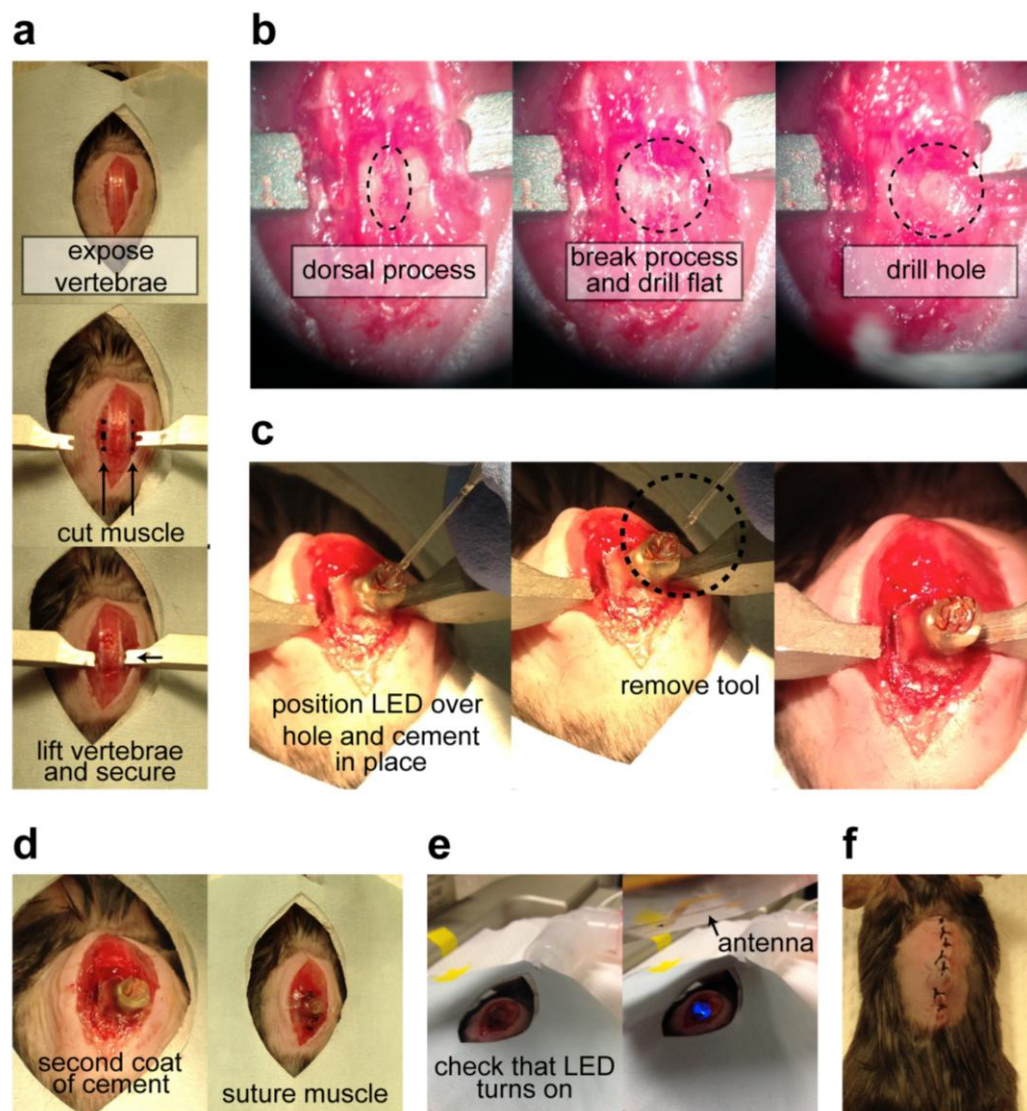 a
expose
vertebrae
cut muscle
lift vertebrae
and secure
b
dorsal process
break process
and drill flat
drill hole
c
position LED over
hole and cement
in place
remove tool
d
second coat
of cement
suture muscle
e
antenna
check that LED
turns on
f